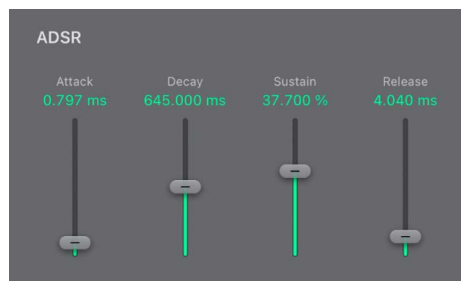 ADSR
Attack Decay Sustain Release
0.797 ms 645.000 ms 37.700 % 4.040 ms